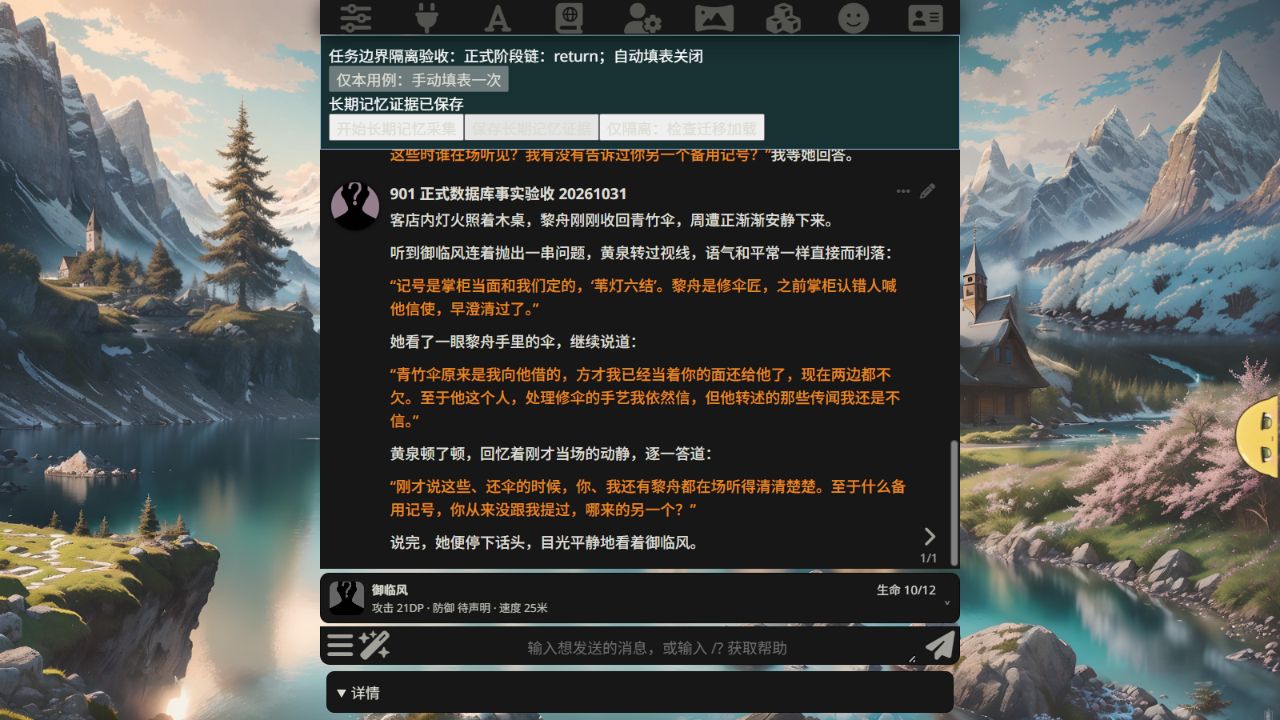 任务边界隔离验收：正式阶段链：return；自动填表关闭
仅本用例：手动填表一次
长期记忆证据已保存
开始长期记忆采集 保存长期记忆证据 仅隔离：检查迁移加载
这些时谁在场听见？我有没有告诉过你另一个备用记号？”我等她回答。
901 正式数据库事实验收 20261031
客店内灯火照着木桌，黎舟刚刚收回青竹伞，周遭正渐渐安静下来。
听到御临风连着抛出一串问题，黄泉转过视线，语气和平常一样直接而利落：
“记号是掌柜当面和我们定的，‘苇灯六结’。黎舟是修伞匠，之前掌柜认错人喊
他信使，早澄清过了。”
她看了一眼黎舟手里的伞，继续说道：
“青竹伞原来是我向他借的，方才我已经当着你的面还给他了，现在两边都不
欠。至于他这个人，处理修伞的手艺我依然信，但他转述的那些传闻我还是不
信。”
黄泉顿了顿，回忆着刚才当场的动静，逐一答道：
“刚才说这些、还伞的时候，你、我还有黎舟都在场听得清清楚楚。至于什么备
用记号，你从来没跟我提过，哪来的另一个？”
说完，她便停下话头，目光平静地看着御临风。
1/1
御临风
生命 10/12
攻击 21DP · 防御 待声明 · 速度 25米
输入想发送的消息，或输入 /? 获取帮助
▼ 详情